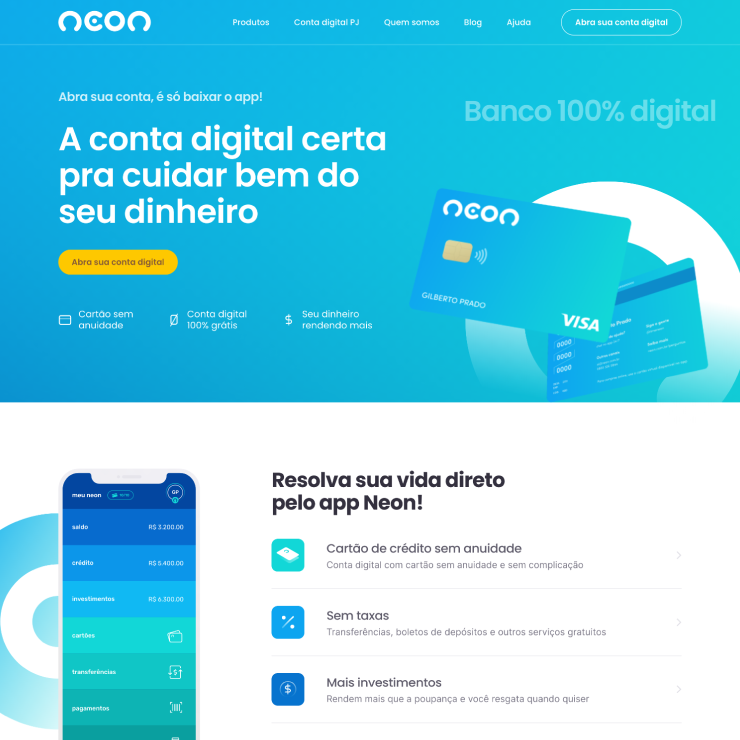 neon
Produtos
Conta digital PJ
Quem somos
Blog
Ajuda
Abra sua conta digital
Abra sua conta, é só baixar o app!
Banco 100% digital
A conta digital certa
pra cuidar bem do
seu dinheiro
Abra sua conta digital
Cartão sem
anuidade
Conta digital
100% grátis
Seu dinheiro
rendendo mais
neon
GILBERTO PRADO
VISA
Prado
0000
0000
0000
Resolva sua vida direto
pelo app Neon!
meu neon
GP
saldo
R$ 3.200.00
crédito
R$ 5.400.00
investimentos
R$ 6.300.00
cartões
transferências
pagamentos
Cartão de crédito sem anuidade
Conta digital com cartão sem anuidade e sem complicação
Sem taxas
Transferências, boletos de depósitos e outros serviços gratuitos
Mais investimentos
Rendem mais que a poupança e você resgata quando quiser